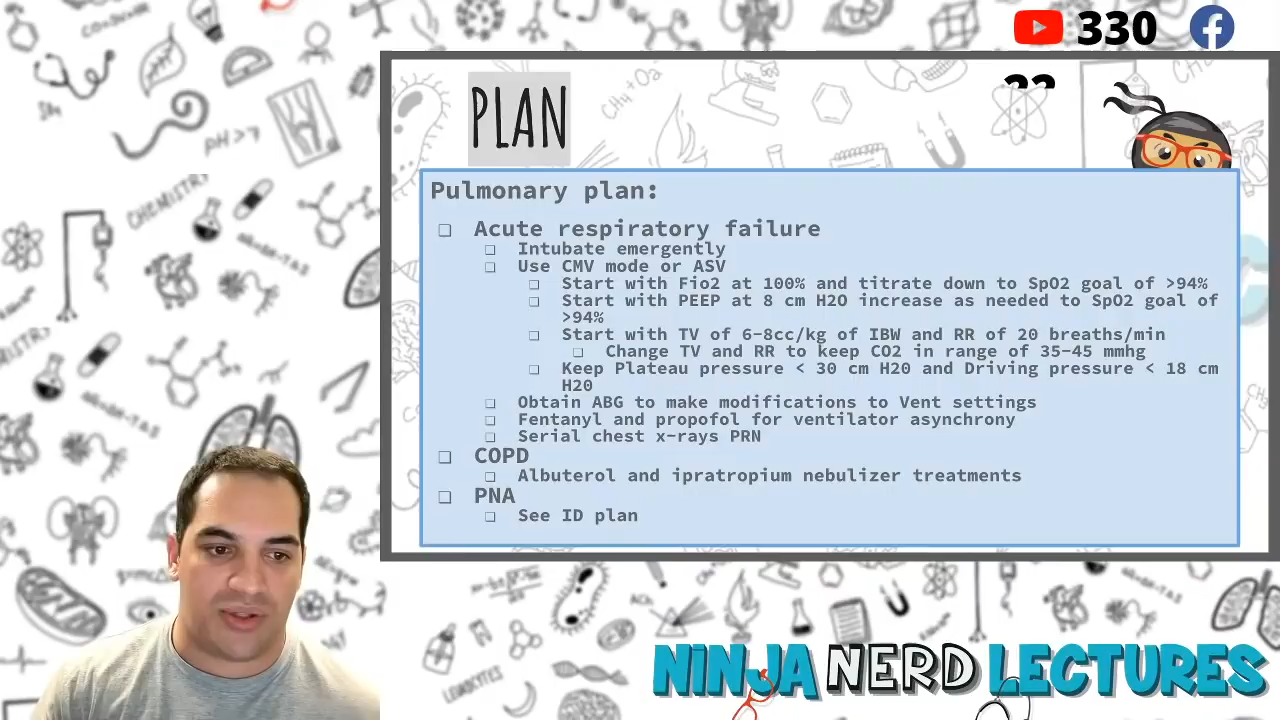 330
PLAN
Pulmonary plan:
❑ Acute respiratory failure
❑ Intubate emergently
❑ Use CMV mode or ASV
❑ Start with Fio2 at 100% and titrate down to SpO2 goal of >94%
❑ Start with PEEP at 8 cm H2O increase as needed to SpO2 goal of
>94%
❑ Start with TV of 6-8cc/kg of IBW and RR of 20 breaths/min
❑ Change TV and RR to keep CO2 in range of 35-45 mmhg
❑ Keep Plateau pressure < 30 cm H20 and Driving pressure < 18 cm
H20
❑ Obtain ABG to make modifications to Vent settings
❑ Fentanyl and propofol for ventilator asynchrony
❑ Serial chest x-rays PRN
❑ COPD
❑ Albuterol and ipratropium nebulizer treatments
❑ PNA
❑ See ID plan
CHEMISTRY
PH>7
CH4+O2
NINJA NERD LECTURES